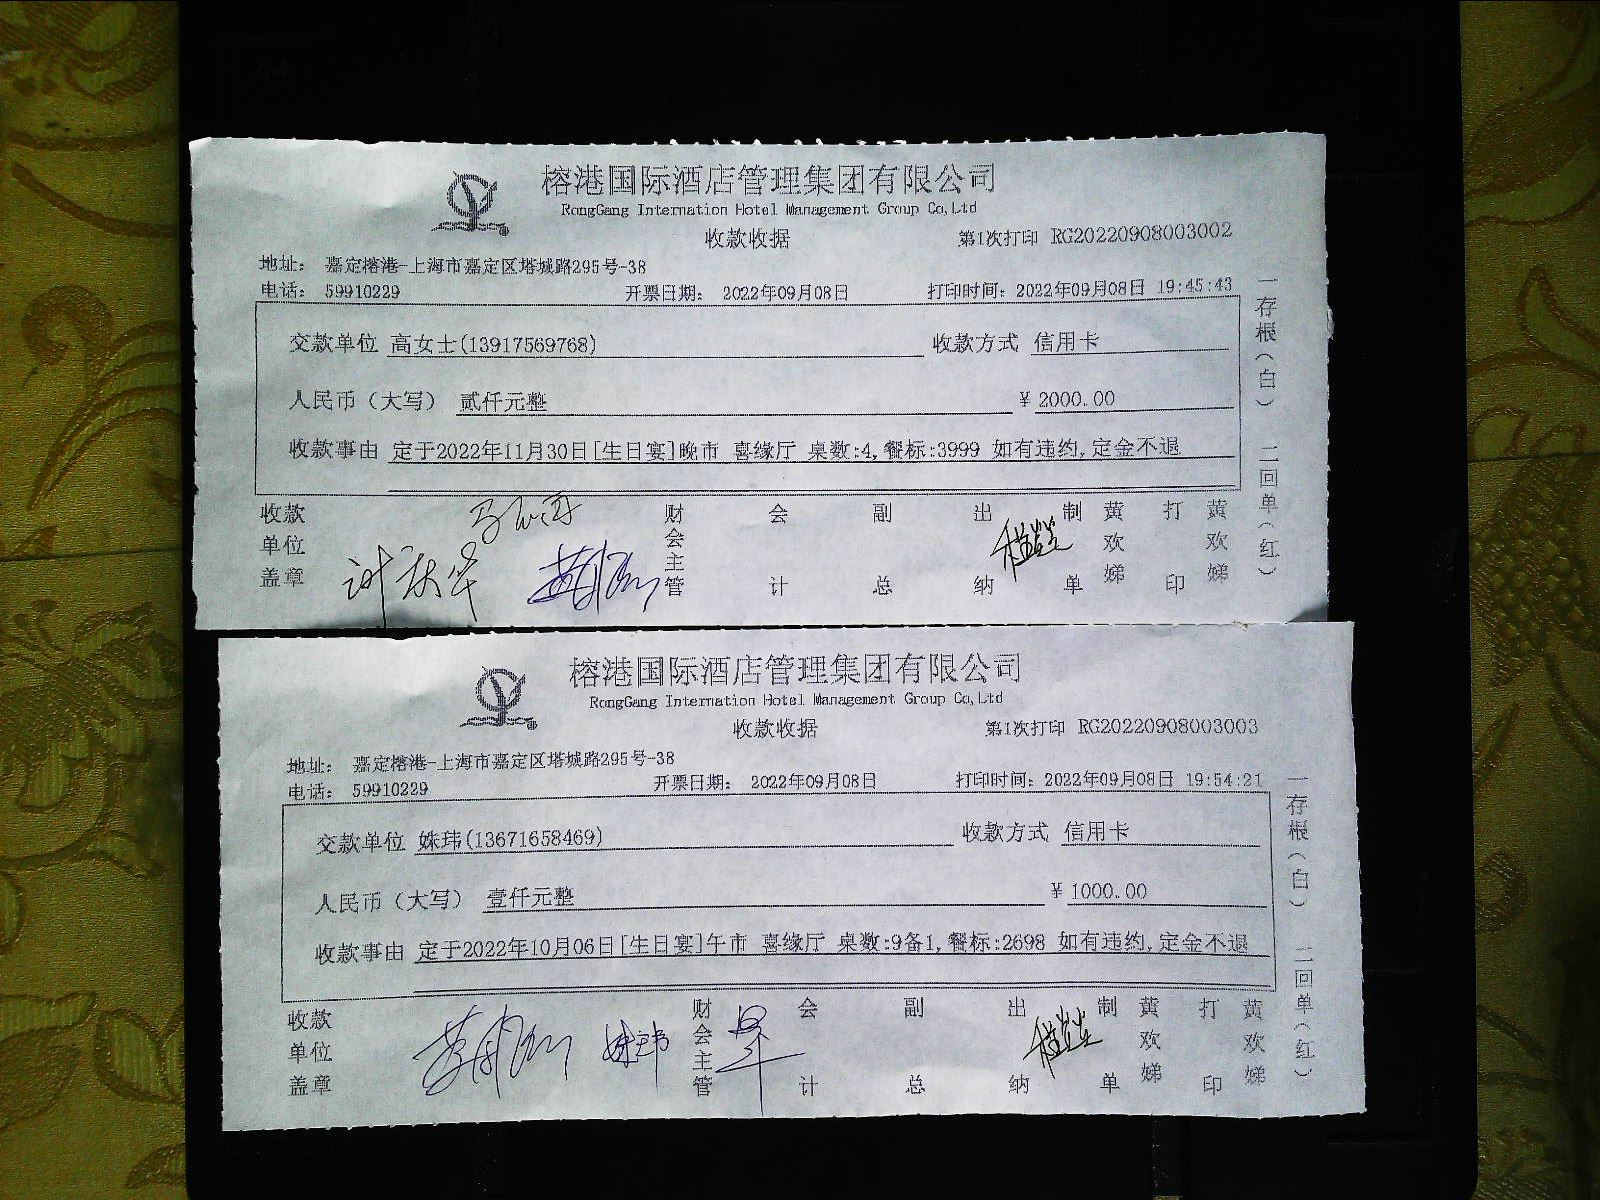 榕港国际酒店管理集团有限公司
RongGang Internation Hotel Management Group Co,Ltd
收款收据 第1次打印 RG20220908003002
地址: 嘉定榕港-上海市嘉定区塔城路295号-38
电话: 59910229 开票日期: 2022年09月08日 打印时间: 2022年09月08日 19:45:43
交款单位 高女士(13917569768) 收款方式 信用卡
人民币（大写） 贰仟元整 ¥ 2000.00
收款事由 定于2022年11月30日[生日宴]晚市 喜缘厅 桌数:4,餐标:3999 如有违约,定金不退
收款单位盖章 财会主管 会计 副总 出纳 制单 黄欢娣 打印 黄欢娣
一存根（白） 二回单（红）
榕港国际酒店管理集团有限公司
RongGang Internation Hotel Management Group Co,Ltd
收款收据 第1次打印 RG20220908003003
地址: 嘉定榕港-上海市嘉定区塔城路295号-38
电话: 59910229 开票日期: 2022年09月08日 打印时间: 2022年09月08日 19:54:21
交款单位 姝玮(13671658469) 收款方式 信用卡
人民币（大写） 壹仟元整 ¥ 1000.00
收款事由 定于2022年10月06日[生日宴]午市 喜缘厅 桌数:9备1,餐标:2698 如有违约,定金不退
收款单位盖章 姝玮 财会主管 会计 副总 出纳 制单 黄欢娣 打印 黄欢娣
一存根（白） 二回单（红）